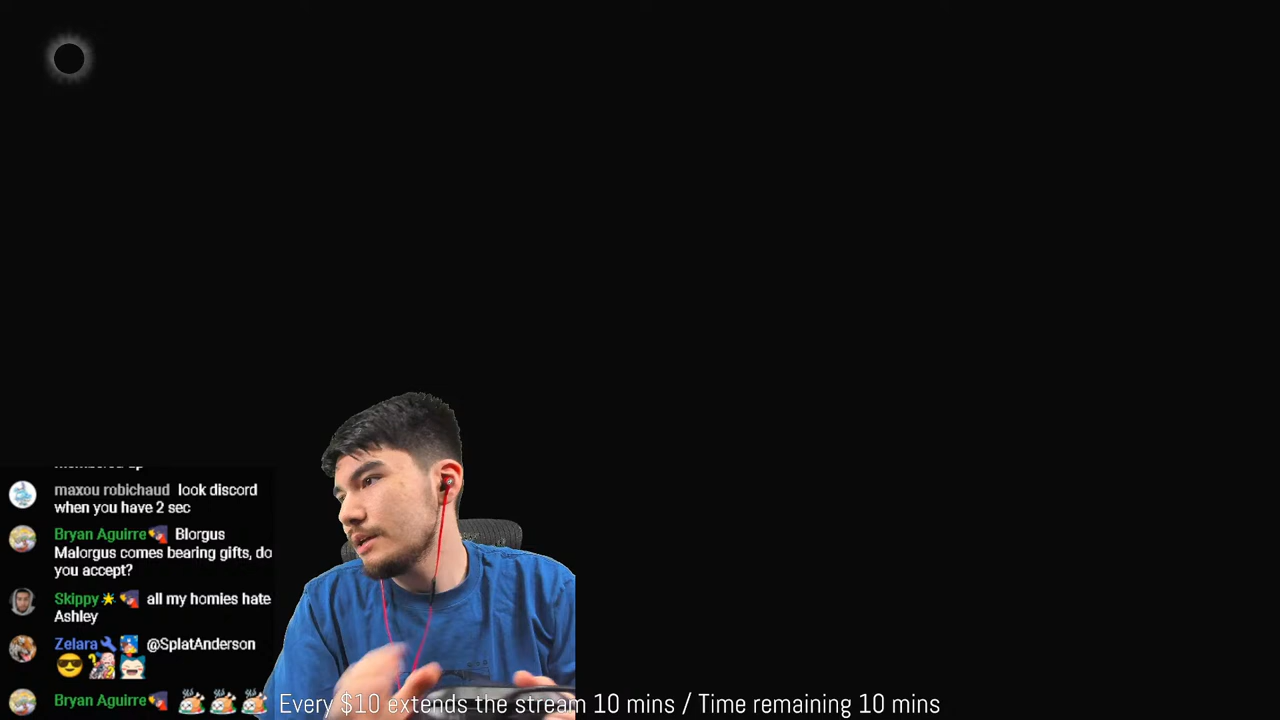 maxou robichaud look discord
when you have 2 sec
Bryan Aguirre Blorgus
Malorgus comes bearing gifts, do
you accept?
Skippy all my homies hate
Ashley
Zelara @SplatAnderson
Bryan Aguirre
Every $10 extends the stream 10 mins / Time remaining 10 mins